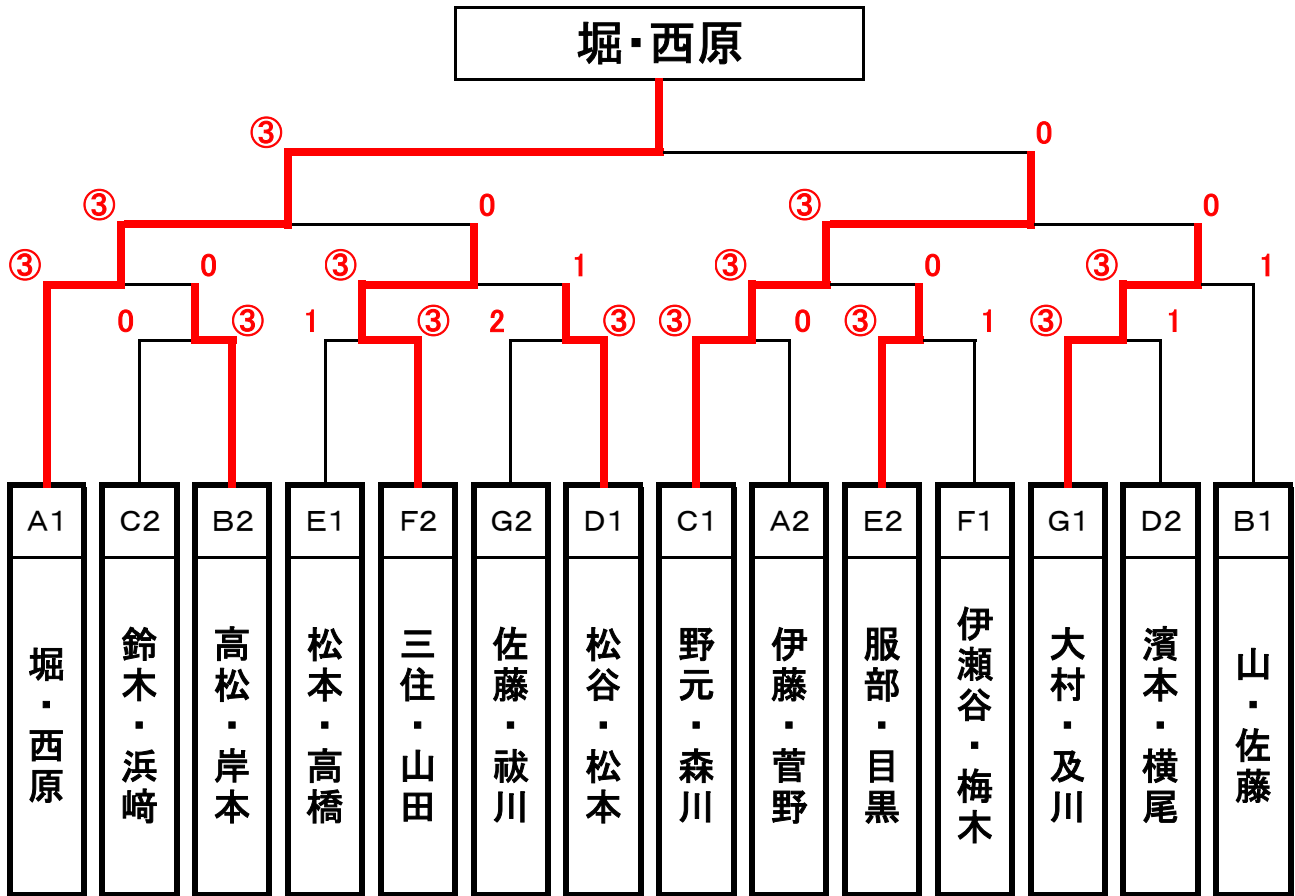 堀・西原
③ 0
③ 0 ③ 0
③ 0 ③ 1 ③ 0 ③ 1
0 ③ 1 ③ 2 ③ ③ 0 ③ 1 ③ 1
A1 C2 B2 E1 F2 G2 D1 C1 A2 E2 F1 G1 D2 B1
堀・西原
鈴木・浜﨑
高松・岸本
松本・高橋
三住・山田
佐藤・祓川
松谷・松本
野元・森川
伊藤・菅野
服部・目黒
伊瀬谷・梅木
大村・及川
濱本・横尾
山・佐藤